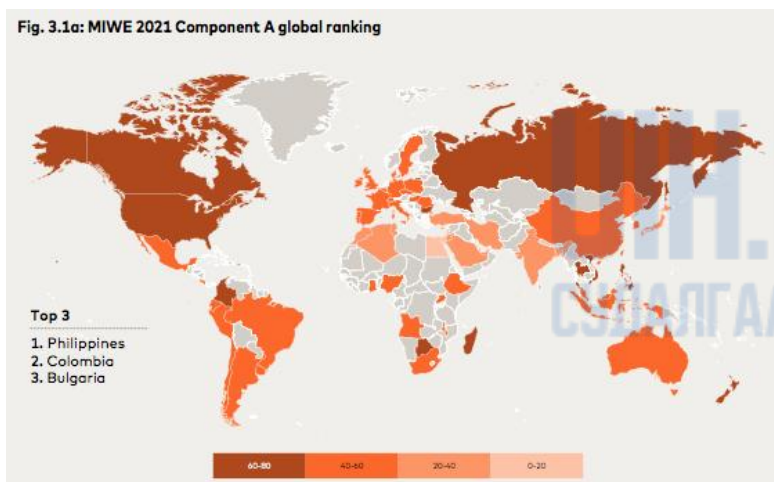 Fig. 3.1a: MIWE 2021 Component A global ranking
Top 3
1. Philippines
2. Colombia
3. Bulgaria
60-80 40-60 20-40 0-20